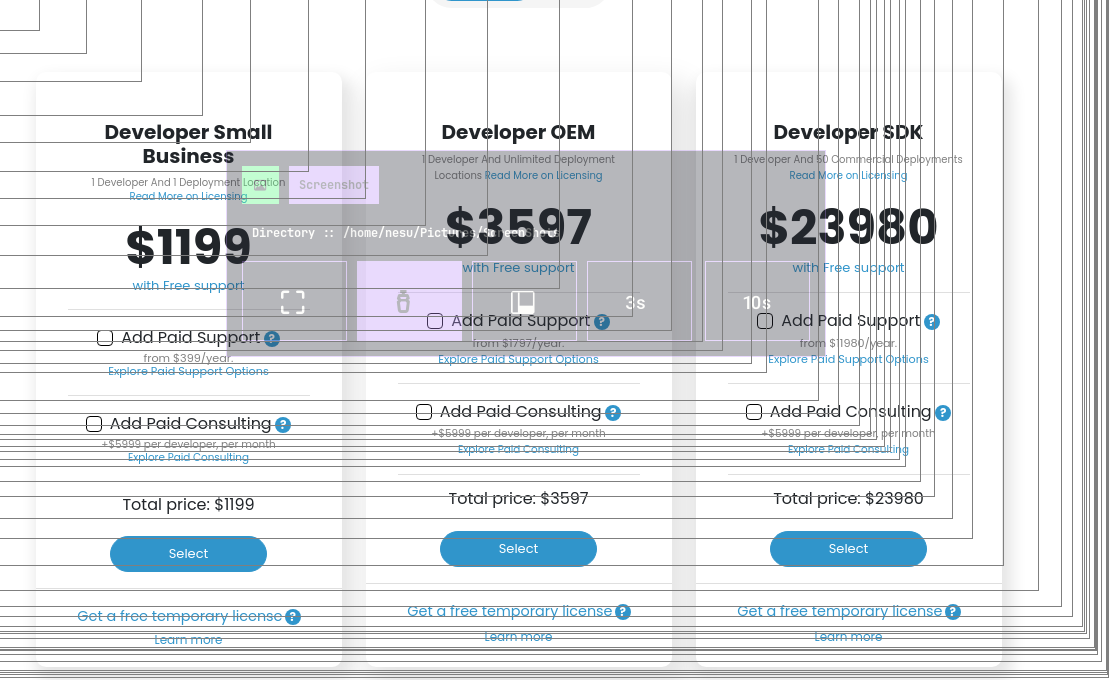 Developer Small
Business
1 Developer And 1 Deployment Location
Read More on Licensing
$1199
with Free support
Add Paid Support ?
from $399/year.
Explore Paid Support Options
Add Paid Consulting ?
+$5999 per developer, per month
Explore Paid Consulting
Total price: $1199
Select
Get a free temporary license ?
Learn more
Developer OEM
1 Developer And Unlimited Deployment
Locations Read More on Licensing
$3597
with Free support
Add Paid Support ?
from $1797/year.
Explore Paid Support Options
Add Paid Consulting ?
+$5999 per developer, per month
Explore Paid Consulting
Total price: $3597
Select
Get a free temporary license ?
Learn more
Developer SDK
1 Developer And 50 Commercial Deployments
Read More on Licensing
$23980
with Free support
Add Paid Support ?
from $11980/year.
Explore Paid Support Options
Add Paid Consulting ?
+$5999 per developer, per month
Explore Paid Consulting
Total price: $23980
Select
Get a free temporary license ?
Learn more
Screenshot
Directory :: /home/nesu/Pictures/ScreenShots
3s
10s